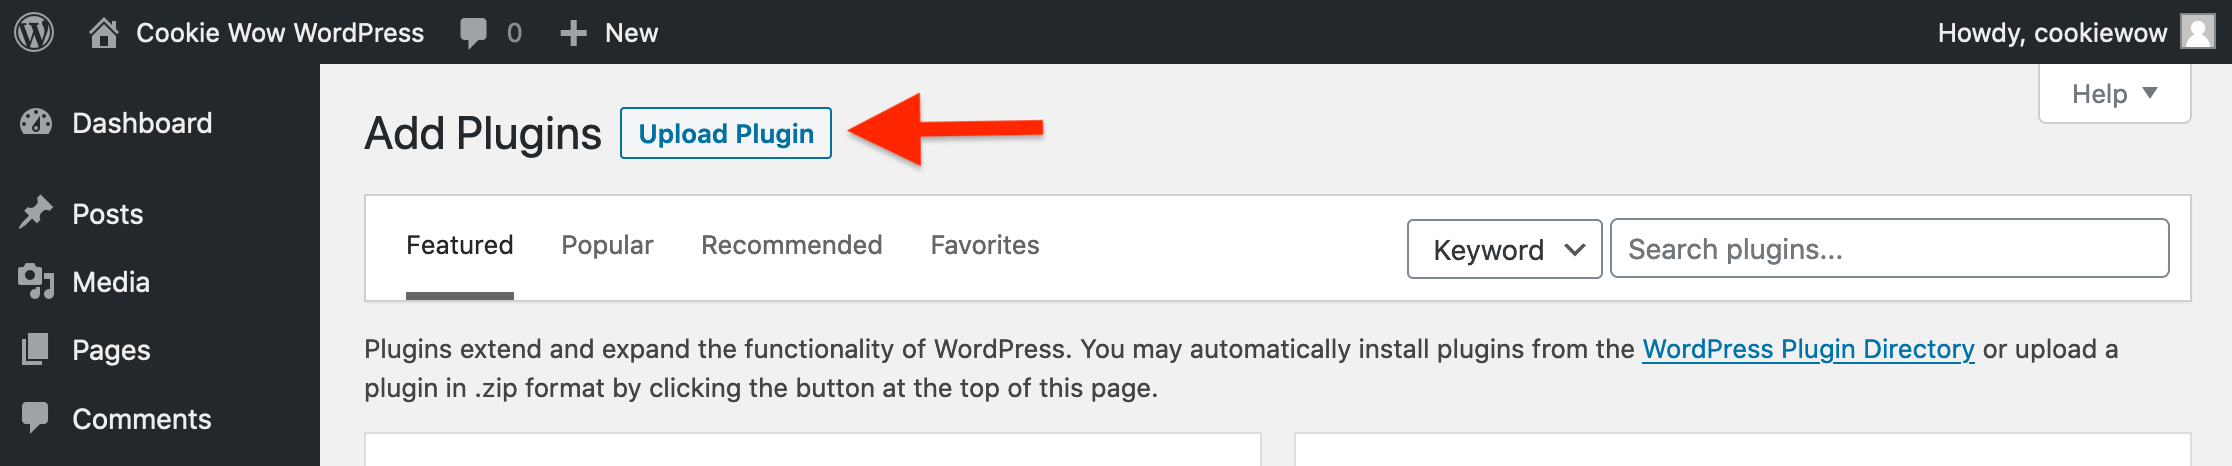 Cookie Wow WordPress 0 New Howdy, cookiewow
Help
Dashboard
Posts
Media
Pages
Comments
Add Plugins Upload Plugin
Featured Popular Recommended Favorites Keyword Search plugins...
Plugins extend and expand the functionality of WordPress. You may automatically install plugins from the WordPress Plugin Directory or upload a
plugin in .zip format by clicking the button at the top of this page.